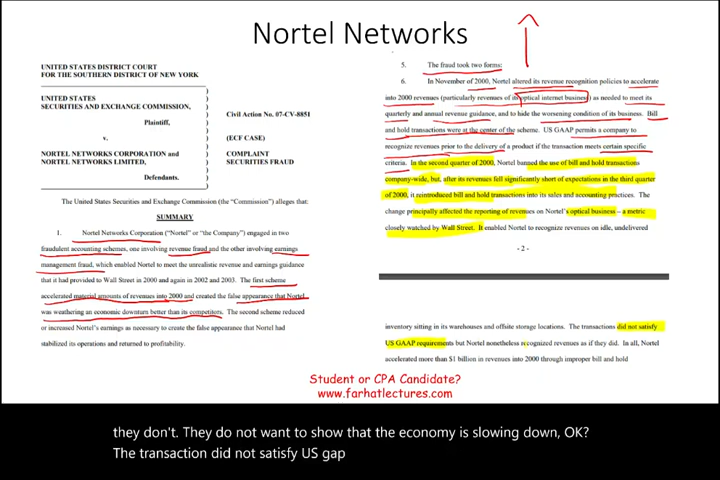 Nortel Networks
UNITED STATES DISTRICT COURT
FOR THE SOUTHERN DISTRICT OF NEW YORK
UNITED STATES
SECURITIES AND EXCHANGE COMMISSION,
Plaintiff,
v.
NORTEL NETWORKS CORPORATION and
NORTEL NETWORKS LIMITED,
Defendants.
Civil Action No. 07-CV-8851
(ECF CASE)
COMPLAINT
SECURITIES FRAUD
The United States Securities and Exchange Commission (the "Commission") alleges that:
SUMMARY
1. Nortel Networks Corporation ("Nortel" or "the Company") engaged in two
fraudulent accounting schemes, one involving revenue fraud and the other involving earnings
management fraud, which enabled Nortel to meet the unrealistic revenue and earnings guidance
that it had provided to Wall Street in 2000 and again in 2002 and 2003. The first scheme
accelerated material amounts of revenues into 2000 and created the false appearance that Nortel
was weathering an economic downturn better than its competitors. The second scheme reduced
or increased Nortel's earnings as necessary to create the false appearance that Nortel had
stabilized its operations and returned to profitability.
5. The fraud took two forms:
6. In November of 2000, Nortel altered its revenue recognition policies to accelerate
into 2000 revenues (particularly revenues of its optical internet business) as needed to meet its
quarterly and annual revenue guidance, and to hide the worsening condition of its business. Bill
and hold transactions were at the center of the scheme. US GAAP permits a company to
recognize revenues prior to the delivery of a product if the transaction meets certain specific
criteria. In the second quarter of 2000, Nortel banned the use of bill and hold transactions
company-wide, but, after its revenues fell significantly short of expectations in the third quarter
of 2000, it reintroduced bill and hold transactions into its sales and accounting practices. The
change principally affected the reporting of revenues on Nortel's optical business – a metric
closely watched by Wall Street. It enabled Nortel to recognize revenues on idle, undelivered
- 2 -
inventory sitting in its warehouses and offsite storage locations. The transactions did not satisfy
US GAAP requirements but Nortel nonetheless recognized revenues as if they did. In all, Nortel
accelerated more than $1 billion in revenues into 2000 through improper bill and hold
Student or CPA Candidate?
www.farhatlectures.com
they don't. They do not want to show that the economy is slowing down, OK?
The transaction did not satisfy US gap